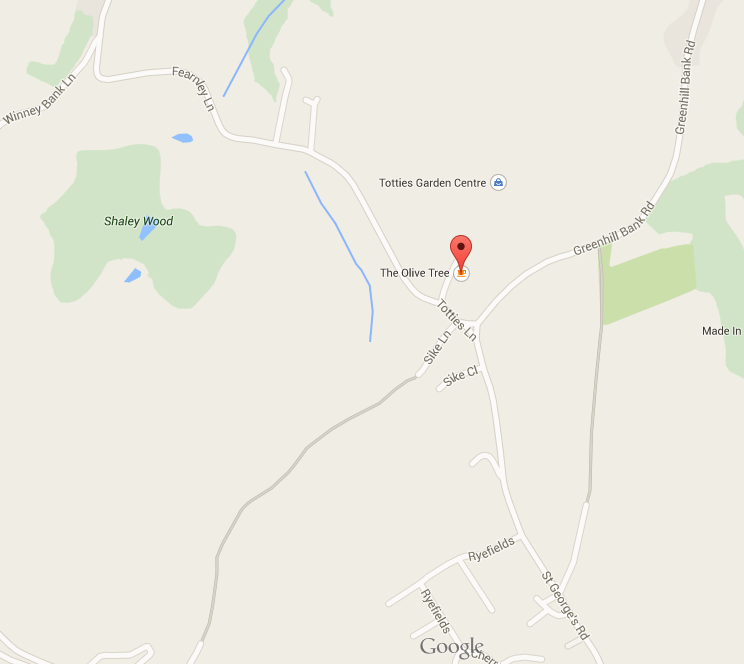 Winney Bank Ln
Fearnley Ln
Greenhill Bank Rd
Totties Garden Centre
Shaley Wood
Greenhill Bank Rd
The Olive Tree
Totties Ln
Made In
Sike Ln
Sike Cl
Ryefields
St George's Rd
Ryefields
Google